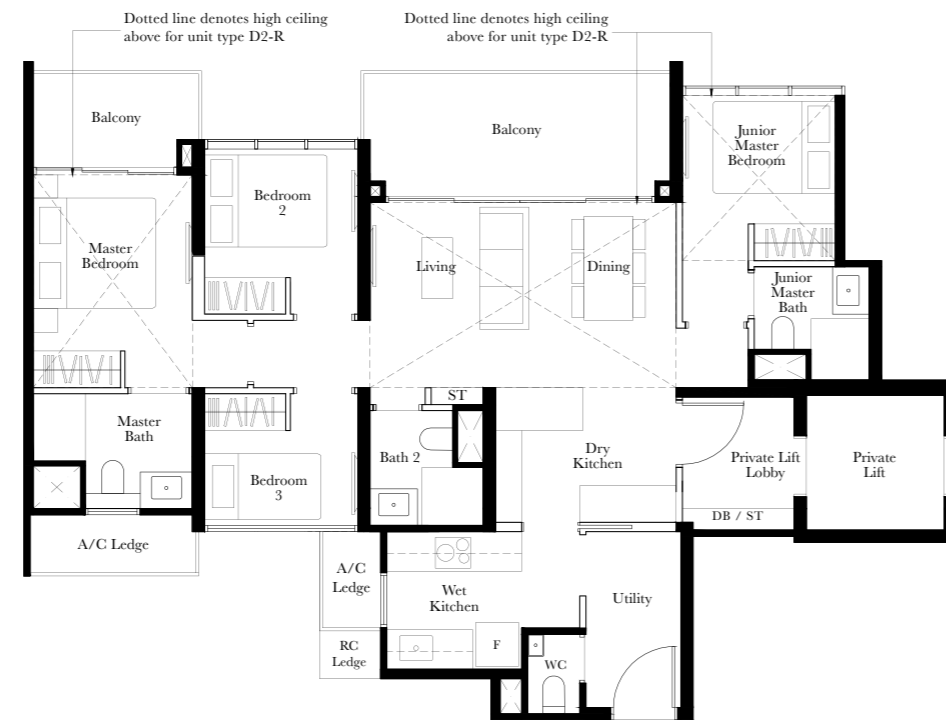 Dotted line denotes high ceiling
above for unit type D2-R
Dotted line denotes high ceiling
above for unit type D2-R
Balcony
Balcony
Junior
Master
Bedroom
Bedroom
2
Master
Bedroom
Living
Dining
Junior
Master
Bath
ST
Master
Bath
Bath 2
Dry
Kitchen
Private Lift
Lobby
Private
Lift
Bedroom
3
DB / ST
A/C Ledge
A/C
Ledge
Wet
Kitchen
Utility
RC
Ledge
F
WC